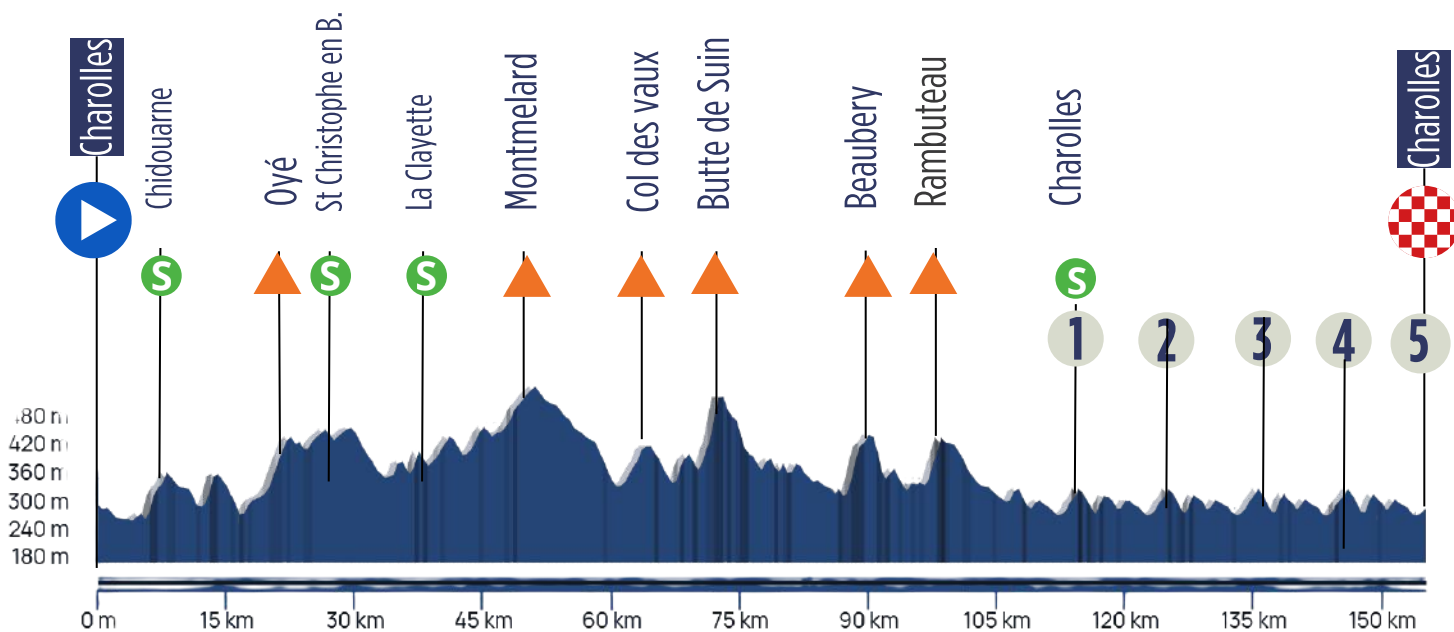 Charolles
Chidouarne
Oyé
St Christophe en B.
La Clayette
Montmelard
Col des vaux
Butte de Suin
Beaubery
Rambuteau
Charolles
Charolles
S
S
S
S
1
2
3
4
5
80 m
420 m
360 m
300 m
240 m
180 m
0 m
15 km
30 km
45 km
60 km
75 km
90 km
105 km
120 km
135 km
150 km